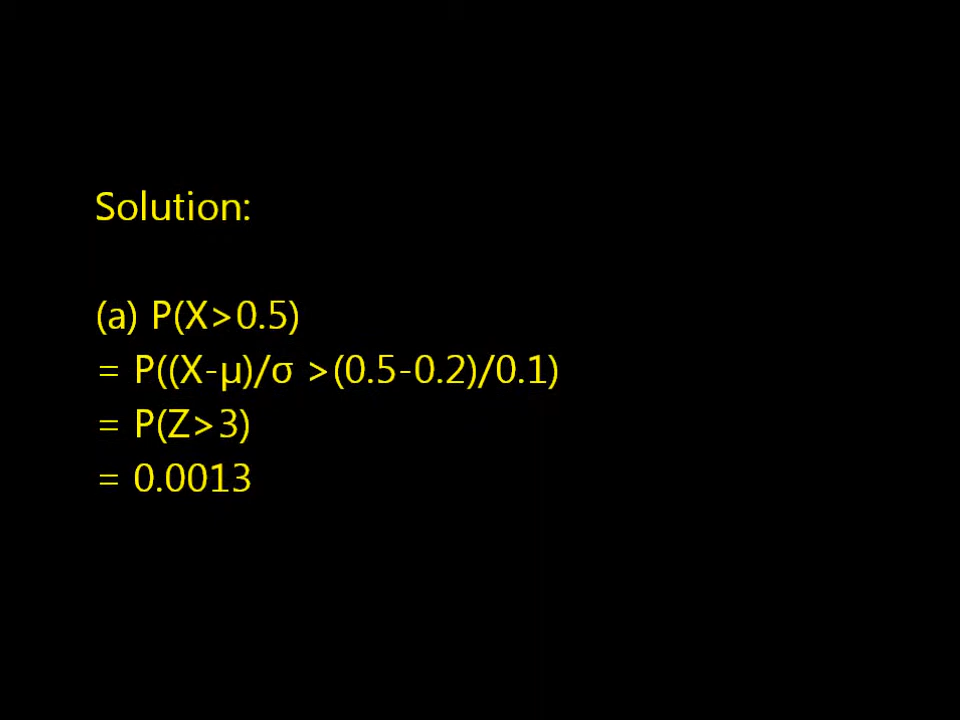 Solution:
(a) P(X>0.5)
= P((X-μ)/σ >(0.5-0.2)/0.1)
= P(Z>3)
= 0.0013